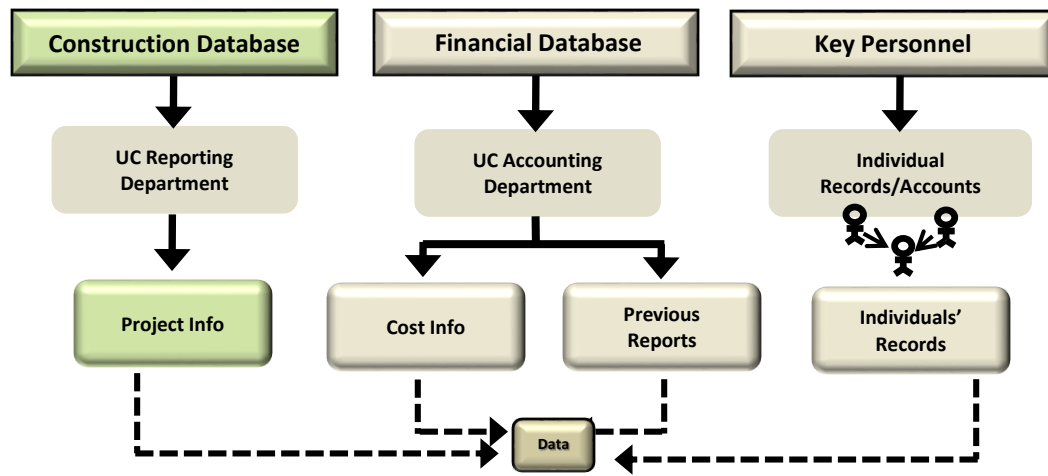 Construction Database
Financial Database
Key Personnel
UC Reporting
Department
UC Accounting
Department
Individual
Records/Accounts
Project Info
Cost Info
Previous
Reports
Individuals’
Records
Data